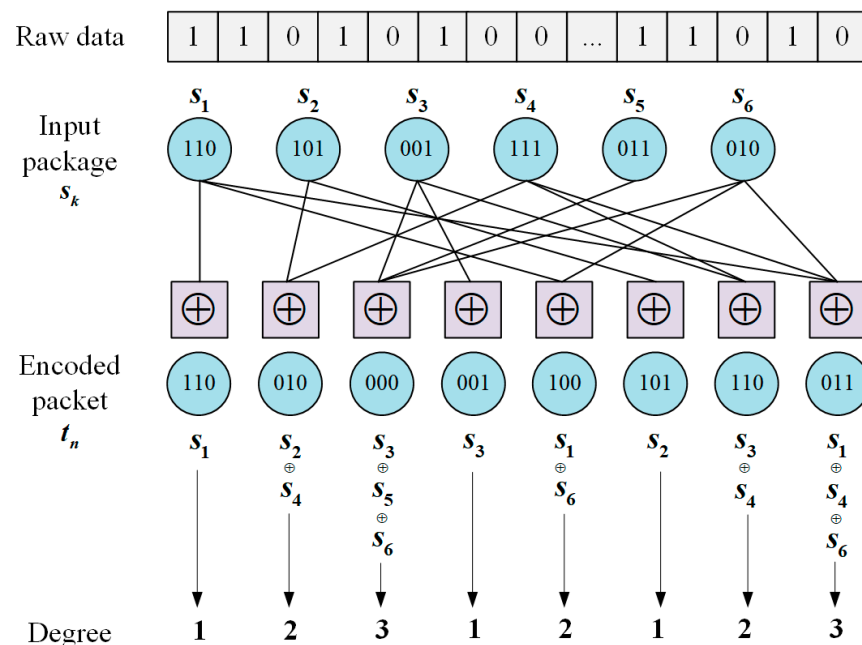 Raw data 1 1 0 1 0 1 0 0 ... 1 1 0 1 0
s1 s2 s3 s4 s5 s6
Input
package
sk
110 101 001 111 011 010
⊕ ⊕ ⊕ ⊕ ⊕ ⊕ ⊕ ⊕
Encoded
packet
tn
110 010 000 001 100 101 110 011
s1 s2 s3 s3 s1 s2 s3 s1
⊕ ⊕ ⊕ ⊕ ⊕
s4 s5 s6 s4 s4
⊕ ⊕
s6 s6
Degree 1 2 3 1 2 1 2 3